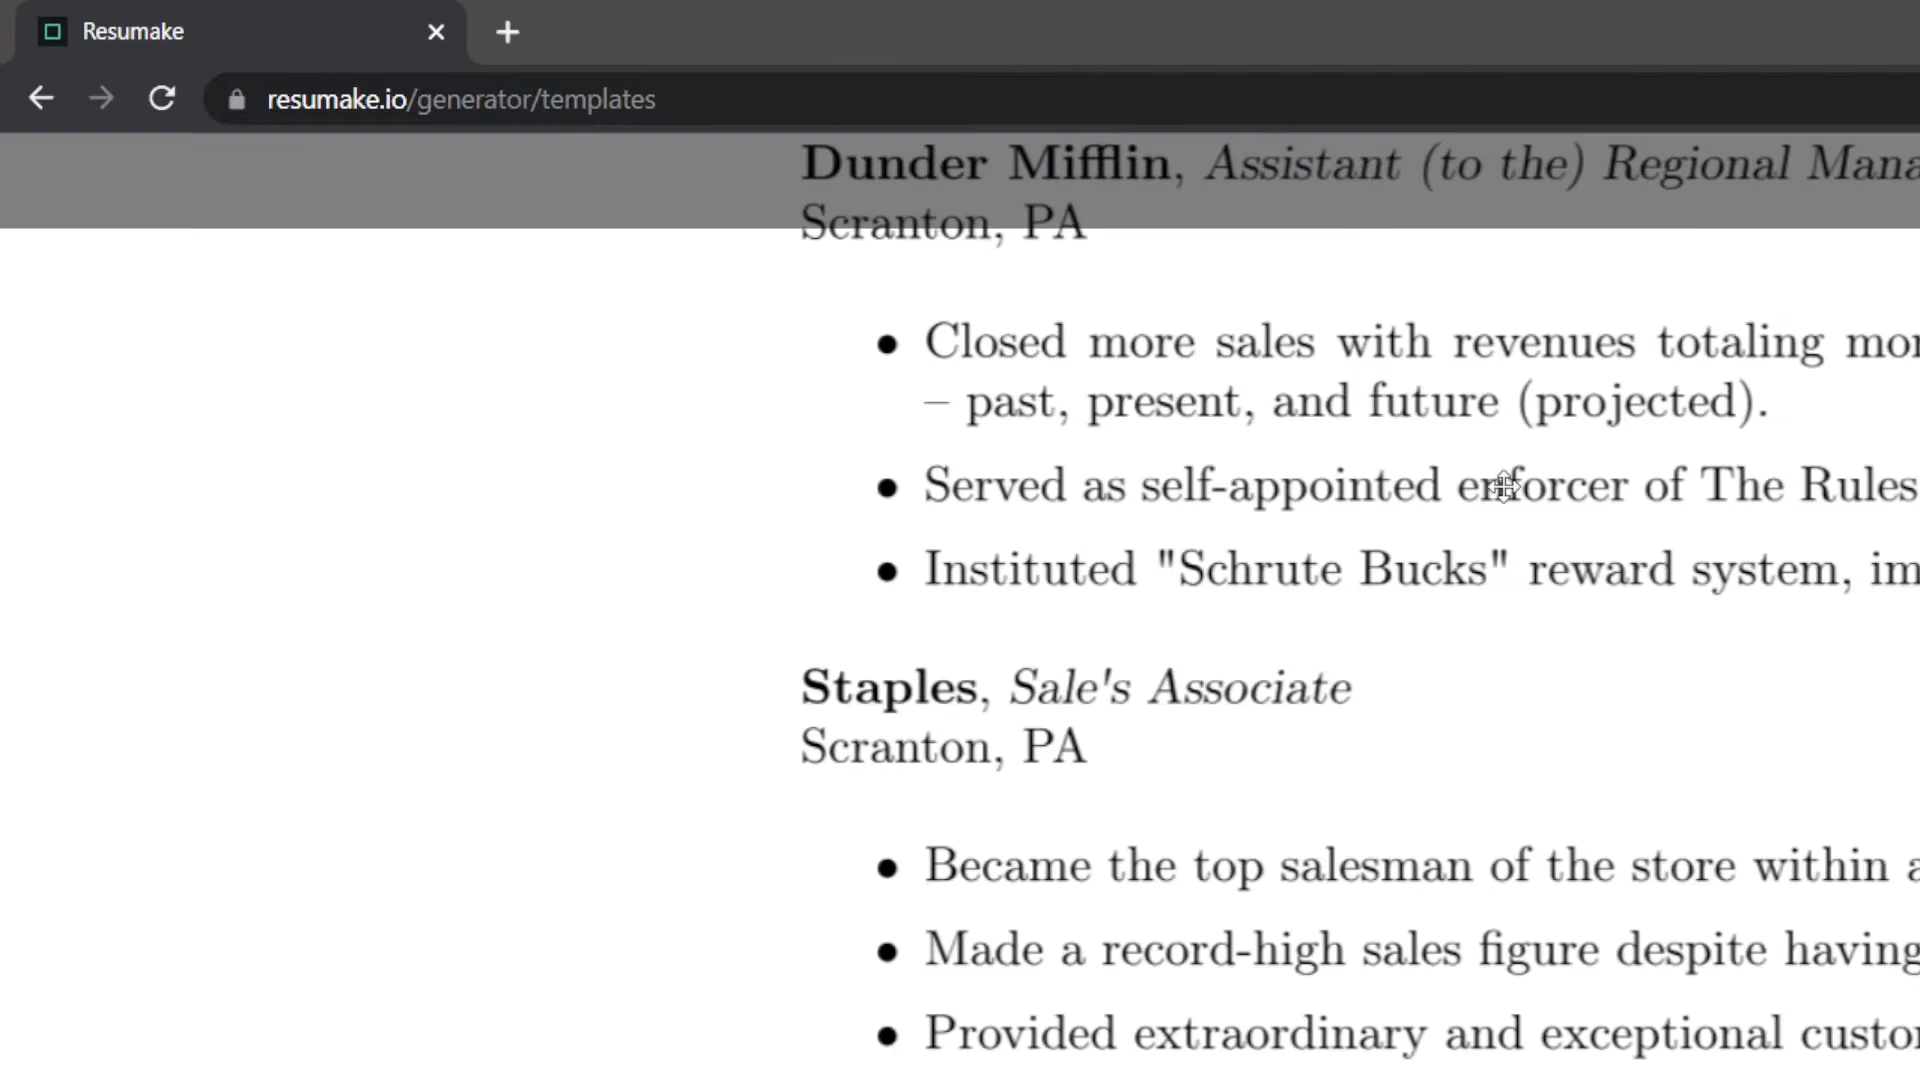 Resumake
resumake.io/generator/templates
Dunder Mifflin, Assistant (to the) Regional
Scranton, PA
• Closed more sales with revenues totaling
– past, present, and future (projected).
• Served as self-appointed enforcer of The Rules
• Instituted "Schrute Bucks" reward system,
Staples, Sale's Associate
Scranton, PA
• Became the top salesman of the store within
• Made a record-high sales figure despite having
• Provided extraordinary and exceptional